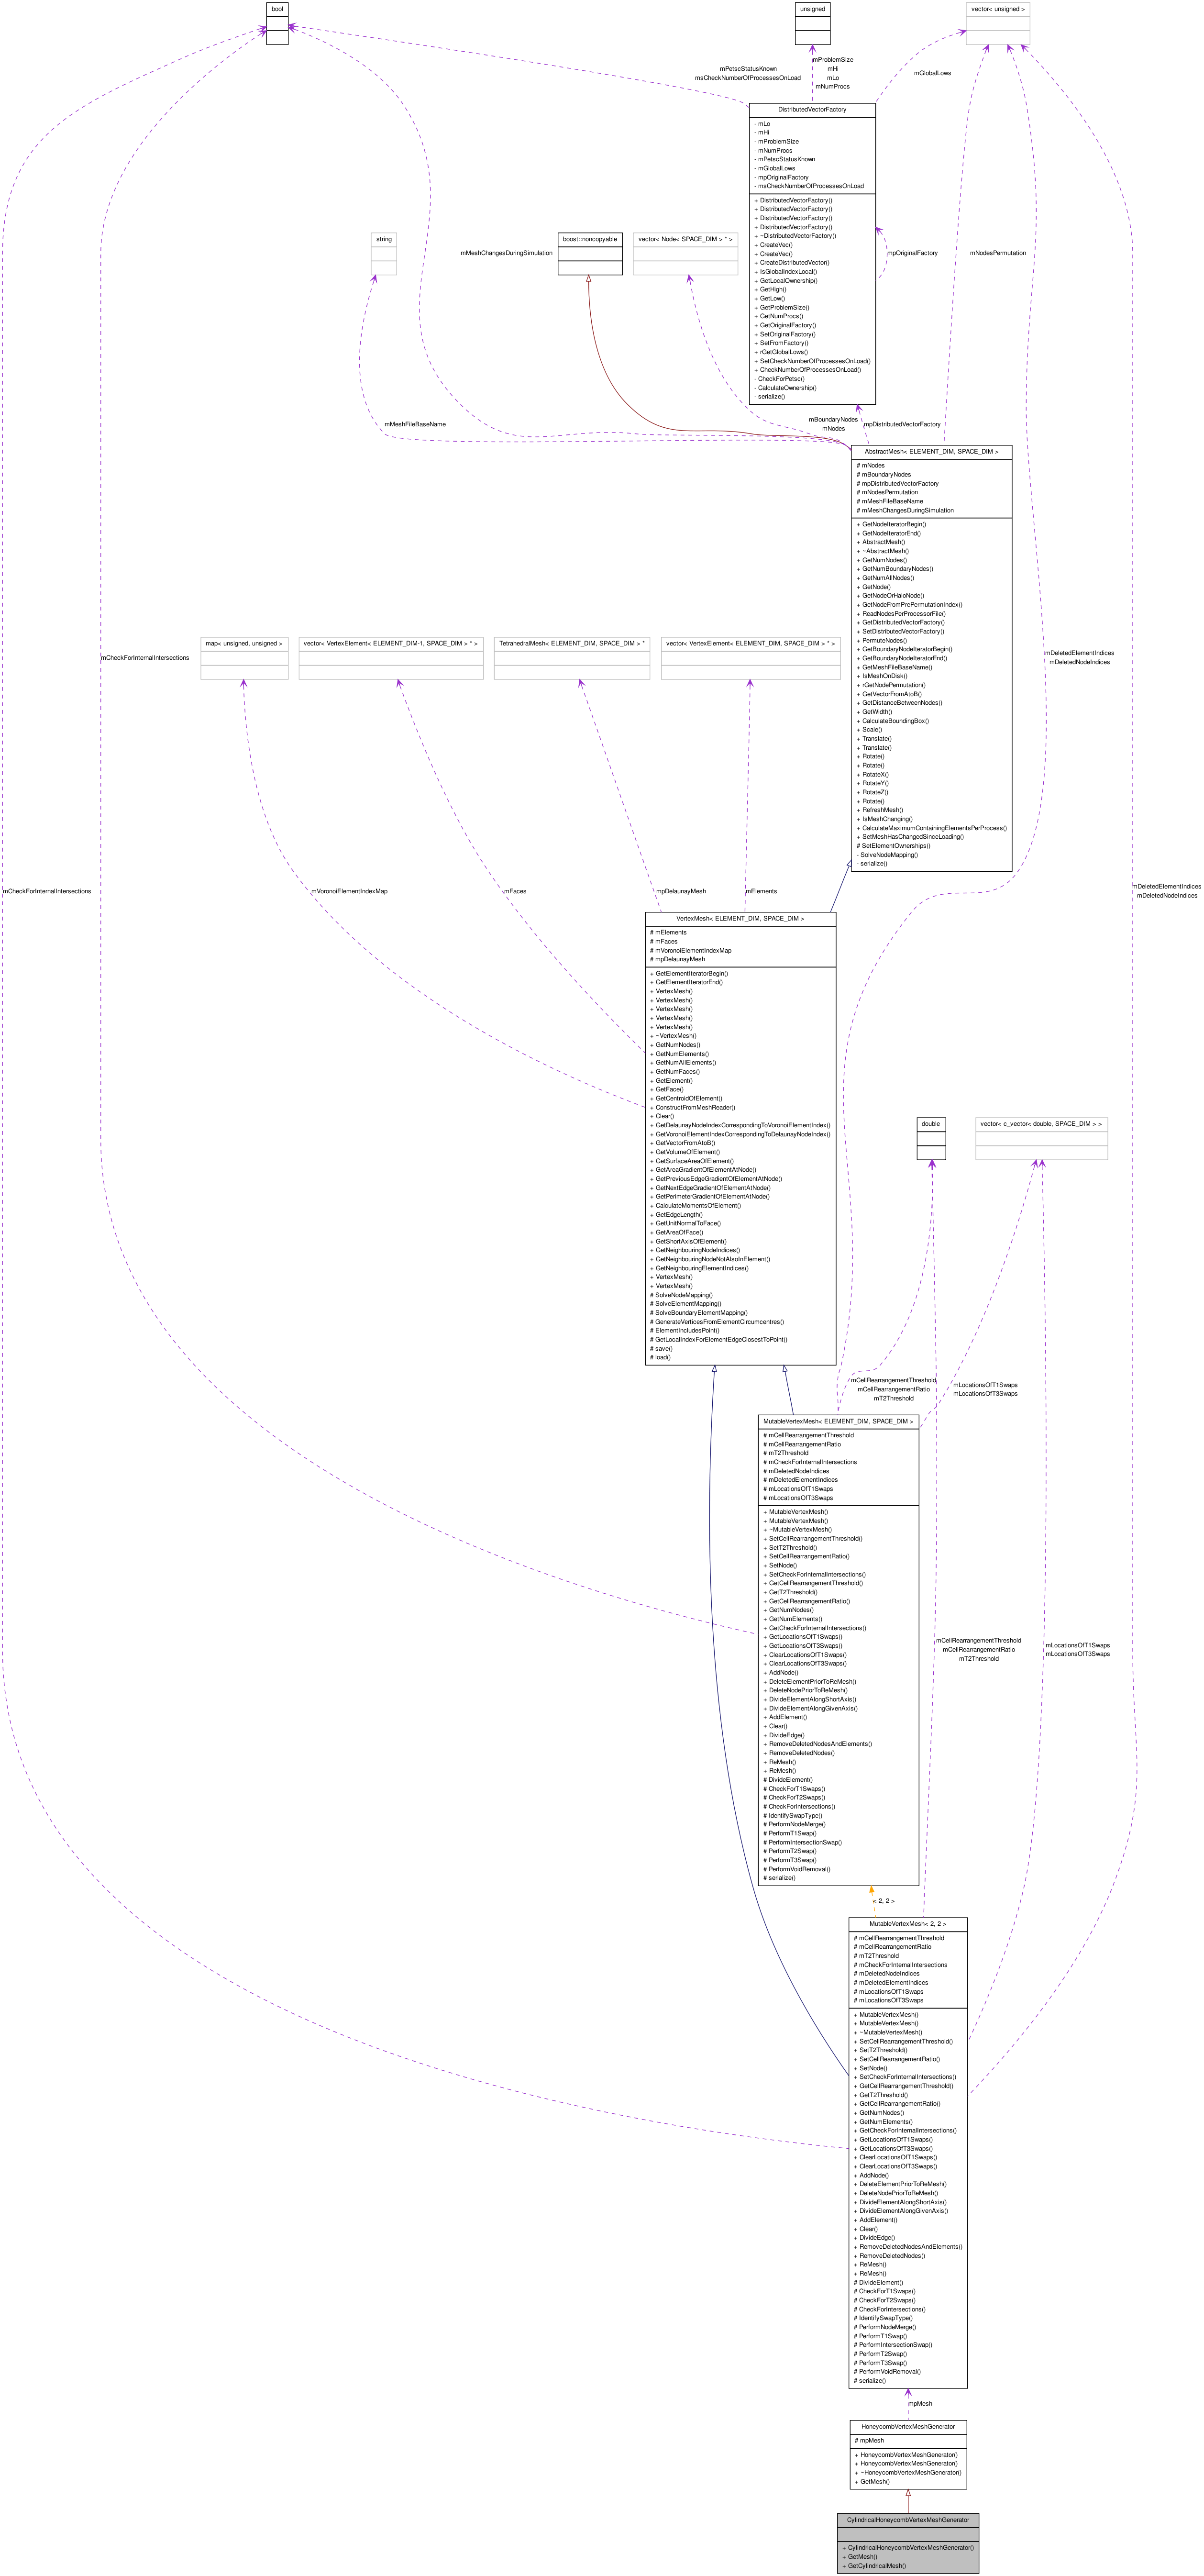 bool
unsigned
vector< unsigned >
mPetscStatusKnown
msCheckNumberOfProcessesOnLoad
mProblemSize
mHi
mLo
mNumProcs
mGlobalLows
DistributedVectorFactory
- mLo
- mHi
- mProblemSize
- mNumProcs
- mPetscStatusKnown
- mGlobalLows
- mpOriginalFactory
- msCheckNumberOfProcessesOnLoad
+ DistributedVectorFactory()
+ DistributedVectorFactory()
+ DistributedVectorFactory()
+ DistributedVectorFactory()
+ ~DistributedVectorFactory()
+ CreateVec()
+ CreateVec()
+ CreateDistributedVector()
+ IsGlobalIndexLocal()
+ GetLocalOwnership()
+ GetHigh()
+ GetLow()
+ GetProblemSize()
+ GetNumProcs()
+ GetOriginalFactory()
+ SetOriginalFactory()
+ SetFromFactory()
+ rGetGlobalLows()
+ SetCheckNumberOfProcessesOnLoad()
+ CheckNumberOfProcessesOnLoad()
- CheckForPetsc()
- CalculateOwnership()
- serialize()
string
mMeshChangesDuringSimulation
boost::noncopyable
vector< Node< SPACE_DIM > * >
mpOriginalFactory
mNodesPermutation
mMeshFileBaseName
mBoundaryNodes
mNodes
mpDistributedVectorFactory
AbstractMesh< ELEMENT_DIM, SPACE_DIM >
# mNodes
# mBoundaryNodes
# mpDistributedVectorFactory
# mNodesPermutation
# mMeshFileBaseName
# mMeshChangesDuringSimulation
+ GetNodeIteratorBegin()
+ GetNodeIteratorEnd()
+ AbstractMesh()
+ ~AbstractMesh()
+ GetNumNodes()
+ GetNumBoundaryNodes()
+ GetNumAllNodes()
+ GetNode()
+ GetNodeOrHaloNode()
+ GetNodeFromPrePermutationIndex()
+ ReadNodesPerProcessorFile()
+ GetDistributedVectorFactory()
+ SetDistributedVectorFactory()
+ PermuteNodes()
+ GetBoundaryNodeIteratorBegin()
+ GetBoundaryNodeIteratorEnd()
+ GetMeshFileBaseName()
+ IsMeshOnDisk()
+ rGetNodePermutation()
+ GetVectorFromAtoB()
+ GetDistanceBetweenNodes()
+ GetWidth()
+ CalculateBoundingBox()
+ Scale()
+ Translate()
+ Translate()
+ Rotate()
+ Rotate()
+ RotateX()
+ RotateY()
+ RotateZ()
+ Rotate()
+ RefreshMesh()
+ IsMeshChanging()
+ CalculateMaximumContainingElementsPerProcess()
+ SetMeshHasChangedSinceLoading()
# SetElementOwnerships()
- SolveNodeMapping()
- serialize()
map< unsigned, unsigned >
vector< VertexElement< ELEMENT_DIM-1, SPACE_DIM > * >
TetrahedralMesh< ELEMENT_DIM, SPACE_DIM > *
vector< VertexElement< ELEMENT_DIM, SPACE_DIM > * >
mCheckForInternalIntersections
mDeletedElementIndices
mDeletedNodeIndices
mCheckForInternalIntersections
mVoronoiElementIndexMap
mFaces
mpDelaunayMesh
mElements
mDeletedElementIndices
mDeletedNodeIndices
VertexMesh< ELEMENT_DIM, SPACE_DIM >
# mElements
# mFaces
# mVoronoiElementIndexMap
# mpDelaunayMesh
+ GetElementIteratorBegin()
+ GetElementIteratorEnd()
+ VertexMesh()
+ VertexMesh()
+ VertexMesh()
+ VertexMesh()
+ VertexMesh()
+ ~VertexMesh()
+ GetNumNodes()
+ GetNumElements()
+ GetNumAllElements()
+ GetNumFaces()
+ GetElement()
+ GetFace()
+ GetCentroidOfElement()
+ ConstructFromMeshReader()
+ Clear()
+ GetDelaunayNodeIndexCorrespondingToVoronoiElementIndex()
+ GetVoronoiElementIndexCorrespondingToDelaunayNodeIndex()
+ GetVectorFromAtoB()
+ GetVolumeOfElement()
+ GetSurfaceAreaOfElement()
+ GetAreaGradientOfElementAtNode()
+ GetPreviousEdgeGradientOfElementAtNode()
+ GetNextEdgeGradientOfElementAtNode()
+ GetPerimeterGradientOfElementAtNode()
+ CalculateMomentsOfElement()
+ GetEdgeLength()
+ GetUnitNormalToFace()
+ GetAreaOfFace()
+ GetShortAxisOfElement()
+ GetNeighbouringNodeIndices()
+ GetNeighbouringNodeNotAlsoInElement()
+ GetNeighbouringElementIndices()
+ VertexMesh()
+ VertexMesh()
# SolveNodeMapping()
# SolveElementMapping()
# SolveBoundaryElementMapping()
# GenerateVerticesFromElementCircumcentres()
# ElementIncludesPoint()
# GetLocalIndexForElementEdgeClosestToPoint()
# save()
# load()
double
vector< c_vector< double, SPACE_DIM > >
mCellRearrangementThreshold
mCellRearrangementRatio
mT2Threshold
mLocationsOfT1Swaps
mLocationsOfT3Swaps
MutableVertexMesh< ELEMENT_DIM, SPACE_DIM >
# mCellRearrangementThreshold
# mCellRearrangementRatio
# mT2Threshold
# mCheckForInternalIntersections
# mDeletedNodeIndices
# mDeletedElementIndices
# mLocationsOfT1Swaps
# mLocationsOfT3Swaps
+ MutableVertexMesh()
+ MutableVertexMesh()
+ ~MutableVertexMesh()
+ SetCellRearrangementThreshold()
+ SetT2Threshold()
+ SetCellRearrangementRatio()
+ SetNode()
+ SetCheckForInternalIntersections()
+ GetCellRearrangementThreshold()
+ GetT2Threshold()
+ GetCellRearrangementRatio()
+ GetNumNodes()
+ GetNumElements()
+ GetCheckForInternalIntersections()
+ GetLocationsOfT1Swaps()
+ GetLocationsOfT3Swaps()
+ ClearLocationsOfT1Swaps()
+ ClearLocationsOfT3Swaps()
+ AddNode()
+ DeleteElementPriorToReMesh()
+ DeleteNodePriorToReMesh()
+ DivideElementAlongShortAxis()
+ DivideElementAlongGivenAxis()
+ AddElement()
+ Clear()
+ DivideEdge()
+ RemoveDeletedNodesAndElements()
+ RemoveDeletedNodes()
+ ReMesh()
+ ReMesh()
# DivideElement()
# CheckForT1Swaps()
# CheckForT2Swaps()
# CheckForIntersections()
# IdentifySwapType()
# PerformNodeMerge()
# PerformT1Swap()
# PerformIntersectionSwap()
# PerformT2Swap()
# PerformT3Swap()
# PerformVoidRemoval()
# serialize()
mCellRearrangementThreshold
mCellRearrangementRatio
mT2Threshold
mLocationsOfT1Swaps
mLocationsOfT3Swaps
< 2, 2 >
MutableVertexMesh< 2, 2 >
# mCellRearrangementThreshold
# mCellRearrangementRatio
# mT2Threshold
# mCheckForInternalIntersections
# mDeletedNodeIndices
# mDeletedElementIndices
# mLocationsOfT1Swaps
# mLocationsOfT3Swaps
+ MutableVertexMesh()
+ MutableVertexMesh()
+ ~MutableVertexMesh()
+ SetCellRearrangementThreshold()
+ SetT2Threshold()
+ SetCellRearrangementRatio()
+ SetNode()
+ SetCheckForInternalIntersections()
+ GetCellRearrangementThreshold()
+ GetT2Threshold()
+ GetCellRearrangementRatio()
+ GetNumNodes()
+ GetNumElements()
+ GetCheckForInternalIntersections()
+ GetLocationsOfT1Swaps()
+ GetLocationsOfT3Swaps()
+ ClearLocationsOfT1Swaps()
+ ClearLocationsOfT3Swaps()
+ AddNode()
+ DeleteElementPriorToReMesh()
+ DeleteNodePriorToReMesh()
+ DivideElementAlongShortAxis()
+ DivideElementAlongGivenAxis()
+ AddElement()
+ Clear()
+ DivideEdge()
+ RemoveDeletedNodesAndElements()
+ RemoveDeletedNodes()
+ ReMesh()
+ ReMesh()
# DivideElement()
# CheckForT1Swaps()
# CheckForT2Swaps()
# CheckForIntersections()
# IdentifySwapType()
# PerformNodeMerge()
# PerformT1Swap()
# PerformIntersectionSwap()
# PerformT2Swap()
# PerformT3Swap()
# PerformVoidRemoval()
# serialize()
mpMesh
HoneycombVertexMeshGenerator
# mpMesh
+ HoneycombVertexMeshGenerator()
+ HoneycombVertexMeshGenerator()
+ ~HoneycombVertexMeshGenerator()
+ GetMesh()
CylindricalHoneycombVertexMeshGenerator
+ CylindricalHoneycombVertexMeshGenerator()
+ GetMesh()
+ GetCylindricalMesh()